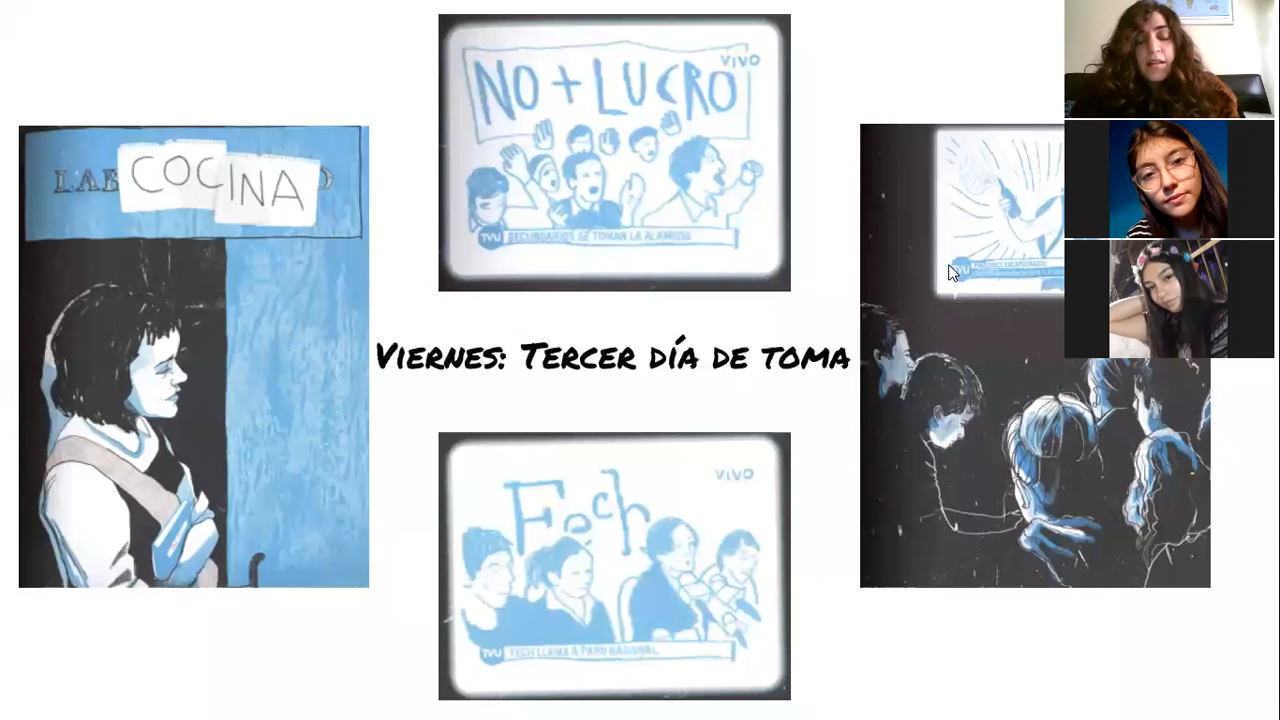 VIVO
NO + LUCRO
TVU SECUNDARIOS SE TOMAN LA ALAMEDA
LAB
COCINA
TVU
VIERNES: TERCER DÍA DE TOMA
VIVO
Fech
TVU FECH LLAMA A PARO NACIONAL